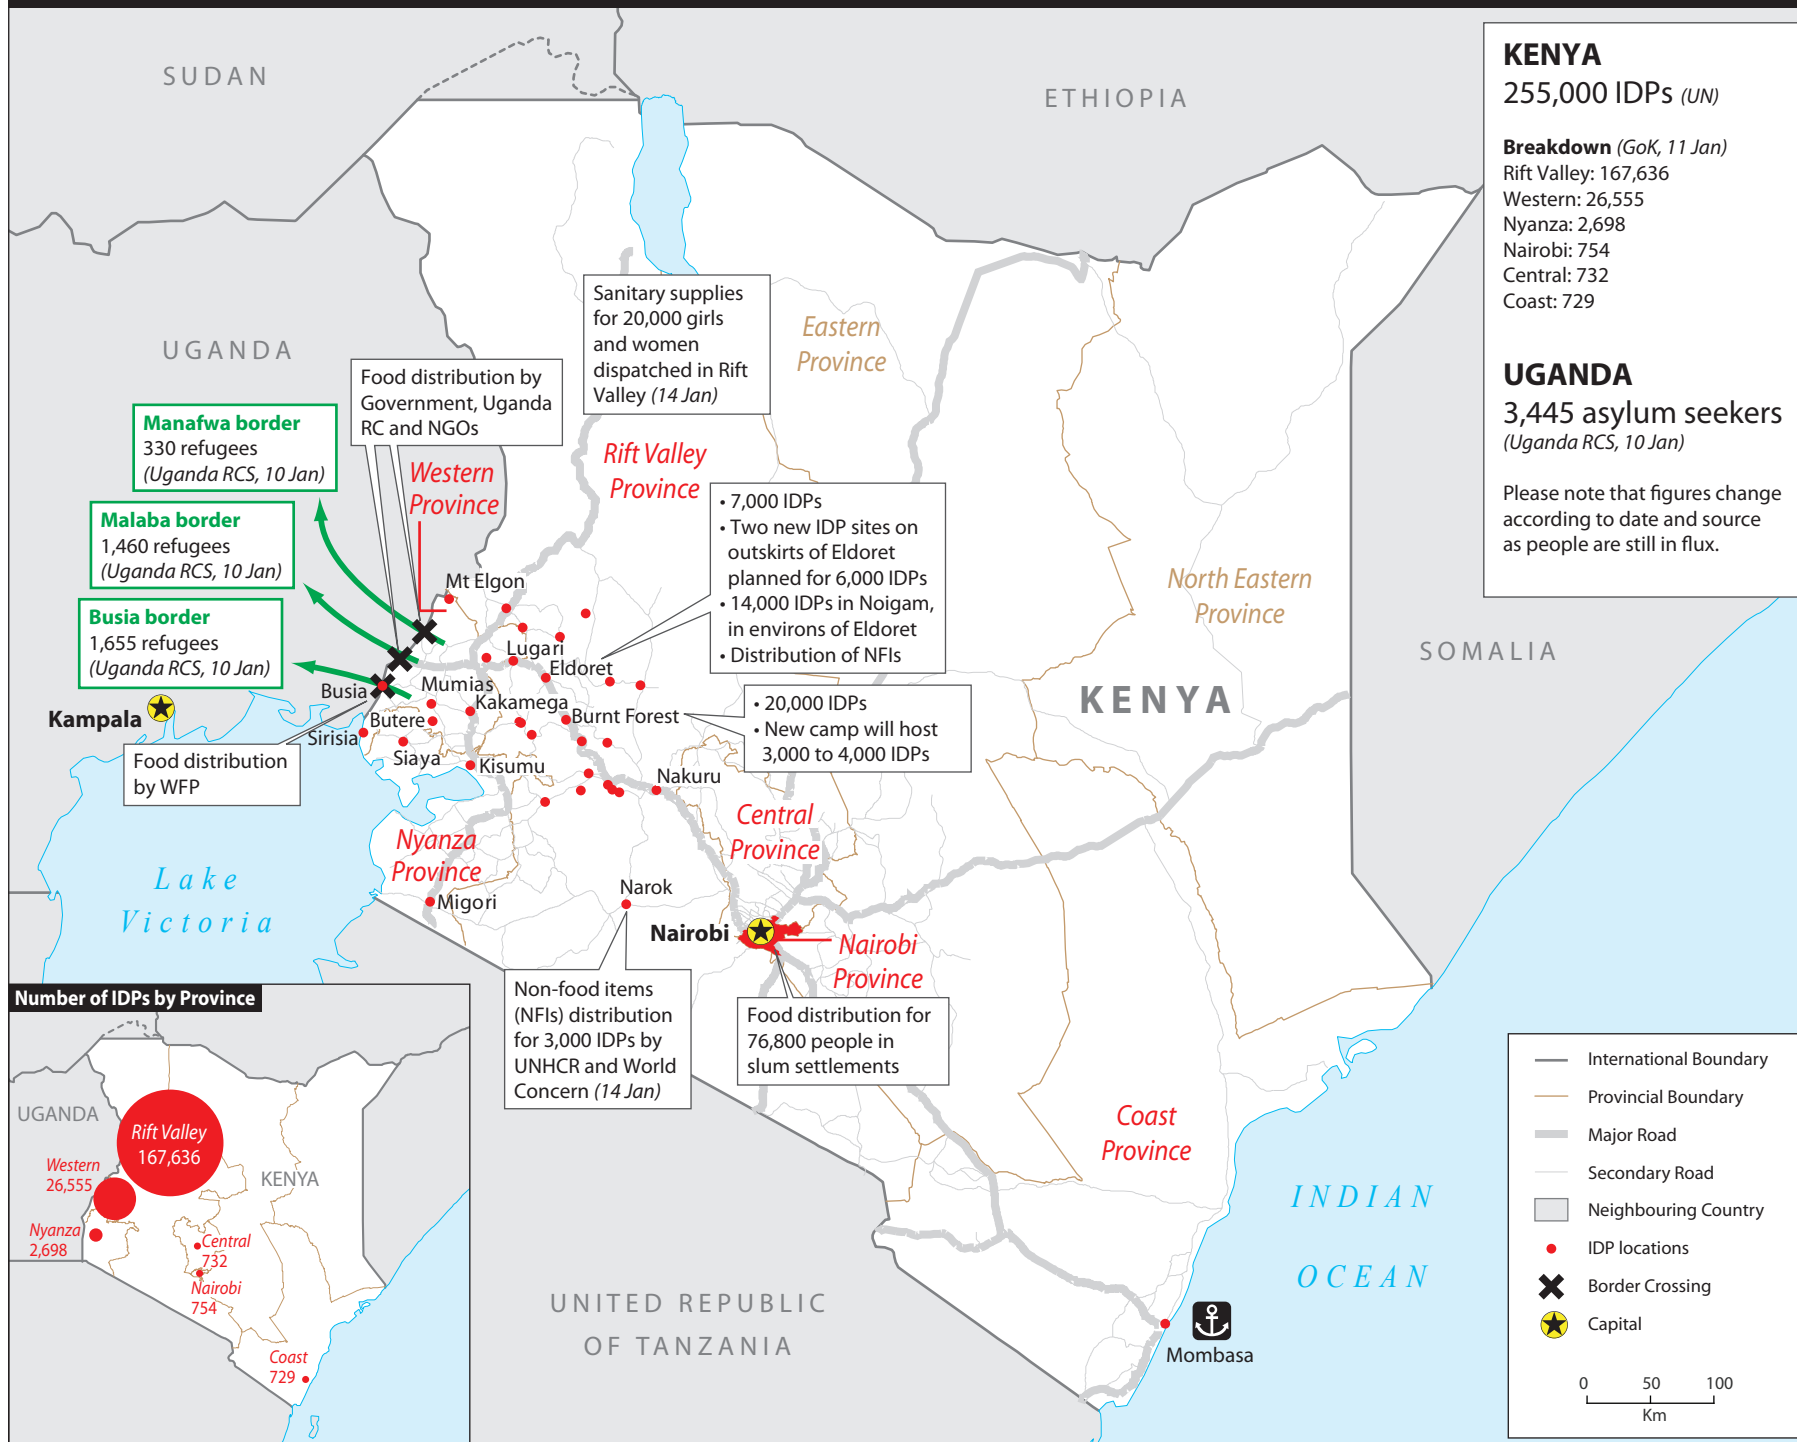 SUDAN
ETHIOPIA
UGANDA
SOMALIA
KENYA
UNITED REPUBLIC
OF TANZANIA
KENYA
255,000 IDPs (UN)
Breakdown (GoK, 11 Jan)
Rift Valley: 167,636
Western: 26,555
Nyanza: 2,698
Nairobi: 754
Central: 732
Coast: 729
UGANDA
3,445 asylum seekers
(Uganda RCS, 10 Jan)
Please note that figures change
according to date and source
as people are still in flux.
Sanitary supplies
for 20,000 girls
and women
dispatched in Rift
Valley (14 Jan)
Eastern
Province
Food distribution by
Government, Uganda
RC and NGOs
Manafwa border
330 refugees
(Uganda RCS, 10 Jan)
Malaba border
1,460 refugees
(Uganda RCS, 10 Jan)
Busia border
1,655 refugees
(Uganda RCS, 10 Jan)
Western
Province
Rift Valley
Province
• 7,000 IDPs
• Two new IDP sites on
outskirts of Eldoret
planned for 6,000 IDPs
• 14,000 IDPs in Noigam,
in environs of Eldoret
• Distribution of NFIs
North Eastern
Province
Mt Elgon
Lugari
Eldoret
Busia
Mumias
Kakamega
Butere
Burnt Forest
Sirisia
Siaya
Kisumu
Nakuru
Kampala
• 20,000 IDPs
• New camp will host
3,000 to 4,000 IDPs
Food distribution
by WFP
Central
Province
Nyanza
Province
Lake
Victoria
Migori
Narok
Nairobi
Nairobi
Province
Non-food items
(NFIs) distribution
for 3,000 IDPs by
UNHCR and World
Concern (14 Jan)
Food distribution for
76,800 people in
slum settlements
Coast
Province
INDIAN
OCEAN
Mombasa
Number of IDPs by Province
UGANDA
Rift Valley
167,636
Western
26,555
KENYA
Nyanza
2,698
Central
732
Nairobi
754
Coast
729
International Boundary
Provincial Boundary
Major Road
Secondary Road
Neighbouring Country
IDP locations
Border Crossing
Capital
0 50 100
Km